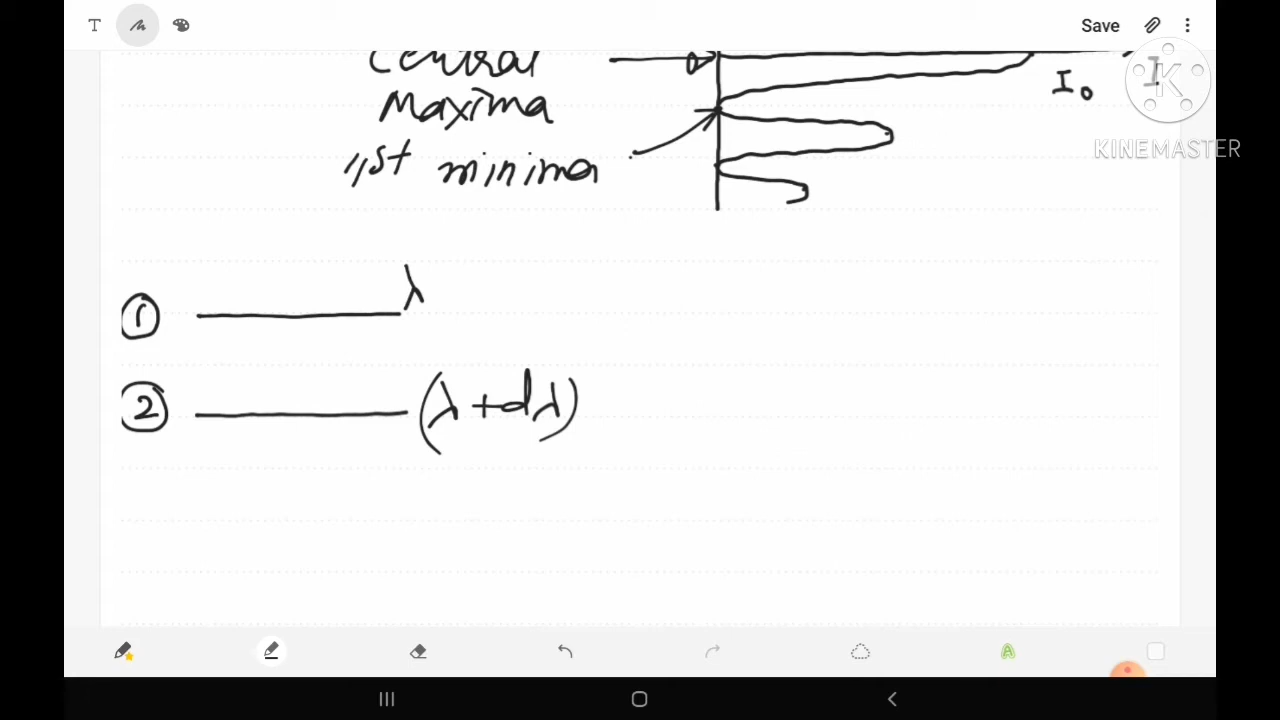 T Save
Central
Maxima
I₀ I
K
KINEMASTER
1st minima
① λ
② (λ + dλ)
A